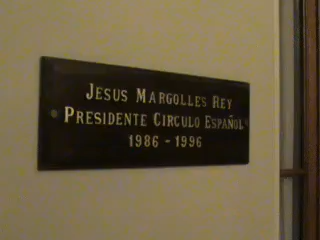 JESUS MARGOLLES REY
PRESIDENTE CIRCULO ESPAÑOL
1986 - 1996